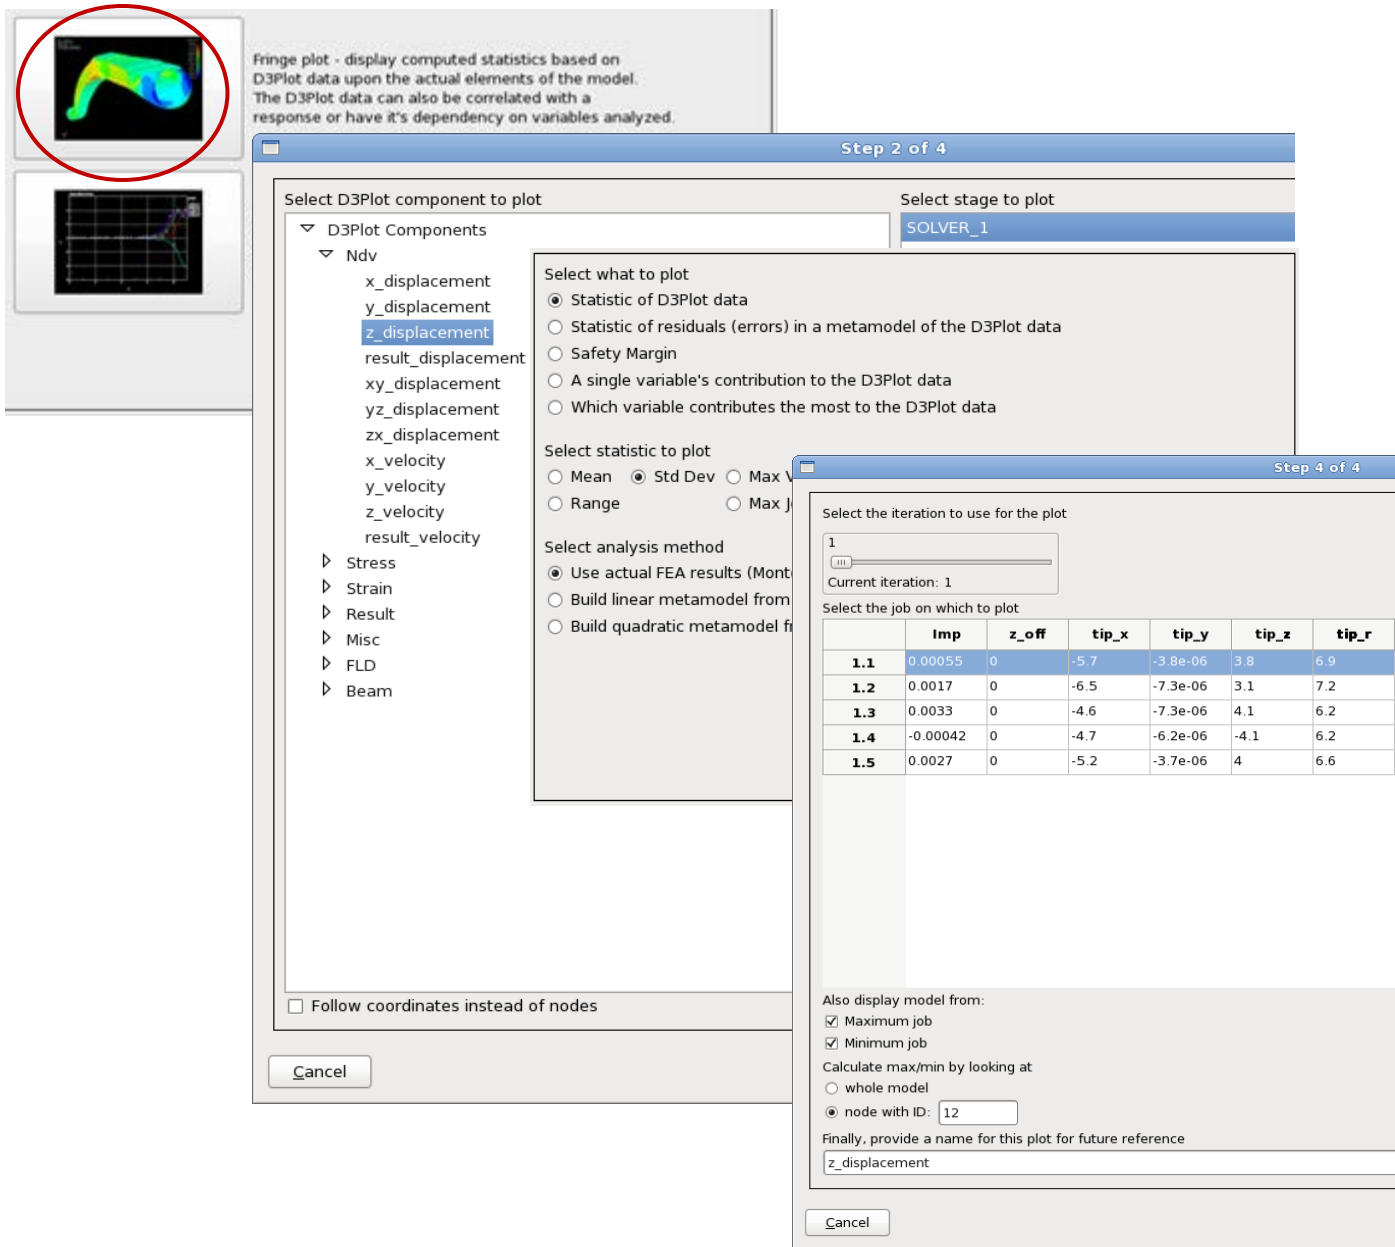 Fringe plot - display computed statistics based on
D3Plot data upon the actual elements of the model.
The D3Plot data can also be correlated with a
response or have it's dependency on variables analyzed.
Step 2 of 4
Select D3Plot component to plot
Select stage to plot
D3Plot Components
SOLVER_1
Ndv
x_displacement
y_displacement
z_displacement
result_displacement
xy_displacement
yz_displacement
zx_displacement
x_velocity
y_velocity
z_velocity
result_velocity
Stress
Strain
Result
Misc
FLD
Beam
Follow coordinates instead of nodes
Cancel
Select what to plot
Statistic of D3Plot data
Statistic of residuals (errors) in a metamodel of the D3Plot data
Safety Margin
A single variable's contribution to the D3Plot data
Which variable contributes the most to the D3Plot data
Select statistic to plot
Mean Std Dev Max V
Range Max J
Select analysis method
Use actual FEA results (Mont
Build linear metamodel from
Build quadratic metamodel f
Step 4 of 4
Select the iteration to use for the plot
1
Current iteration: 1
Select the job on which to plot
Imp z_off tip_x tip_y tip_z tip_r
1.1 0.00055 0 -5.7 -3.8e-06 3.8 6.9
1.2 0.0017 0 -6.5 -7.3e-06 3.1 7.2
1.3 0.0033 0 -4.6 -7.3e-06 4.1 6.2
1.4 -0.00042 0 -4.7 -6.2e-06 -4.1 6.2
1.5 0.0027 0 -5.2 -3.7e-06 4 6.6
Also display model from:
Maximum job
Minimum job
Calculate max/min by looking at
whole model
node with ID: 12
Finally, provide a name for this plot for future reference
z_displacement
Cancel